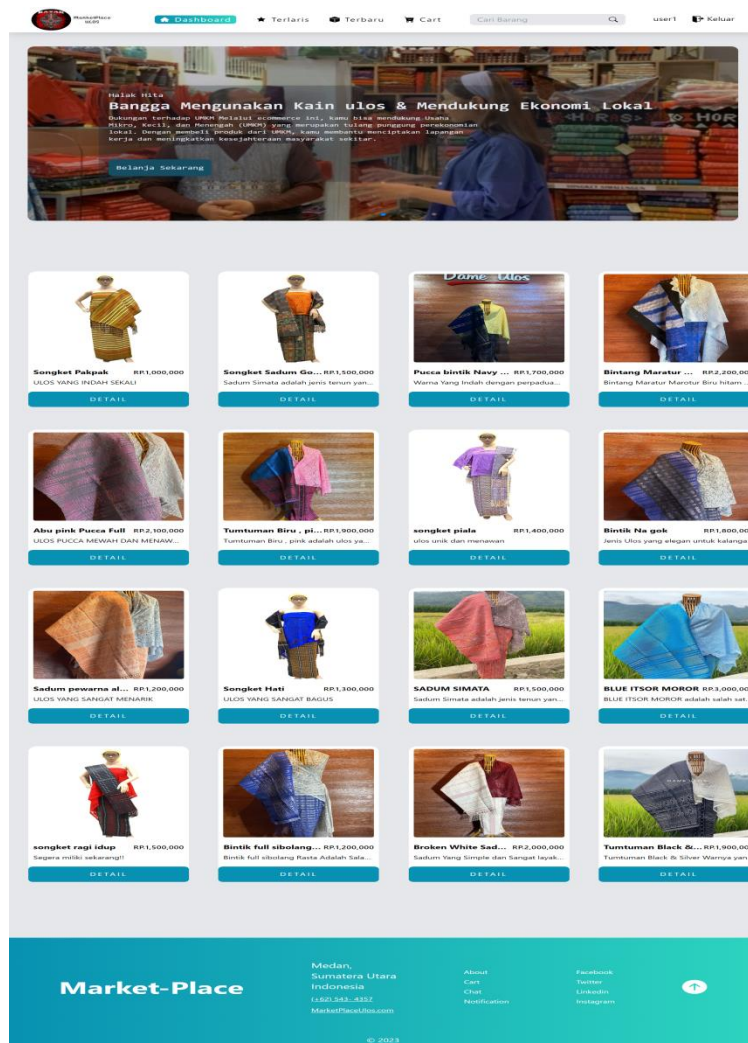 MarketPlace
ULOS
Dashboard
Terlaris
Terbaru
Cart
Cari Barang
user1
Keluar
Halak Hita
Bangga Mengunakan Kain ulos & Mendukung Ekonomi Lokal
Dukungan terhadap UMKM Melalui ecommerce ini, kamu bisa mendukung Usaha
Mikro, Kecil, dan Menengah (UMKM) yang merupakan tulang punggung perekonomian
lokal. Dengan membeli produk dari UMKM, kamu membantu menciptakan lapangan
kerja dan meningkatkan kesejahteraan masyarakat sekitar.
Belanja Sekarang
HOR
Dame Ulos
Songket Pakpak RP.1,000,000
ULOS YANG INDAH SEKALI
DETAIL
Songket Sadum Go... RP.1,500,000
Sadum Simata adalah jenis tenun yan...
DETAIL
Pucca bintik Navy ... RP.1,700,000
Warna Yang Indah dengan perpadua...
DETAIL
Bintang Maratur ... RP.2,200,00
Bintang Maratur Marotur Biru hitam ...
DETAIL
Abu pink Pucca Full RP.2,100,000
ULOS PUCCA MEWAH DAN MENAW...
DETAIL
Tumtuman Biru , pi... RP.1,900,000
Tumtuman Biru , pink adalah ulos ya...
DETAIL
songket piala RP.1,400,000
ulos unik dan menawan
DETAIL
Bintik Na gok RP.1,800,00
Jenis Ulos yang elegan untuk kalanga
DETAIL
Sadum pewarna al... RP.1,200,000
ULOS YANG SANGAT MENARIK
DETAIL
Songket Hati RP.1,300,000
ULOS YANG SANGAT BAGUS
DETAIL
SADUM SIMATA RP.1,500,000
Sadum Simata adalah jenis tenun yan...
DETAIL
BLUE ITSOR MOROR RP.3,000,00
BLUE ITSOR MOROR adalah salah sat.
DETAIL
songket ragi idup RP.1,500,000
Segera miliki sekarang!!
DETAIL
Bintik full sibolang... RP.1,200,000
Bintik full sibolang Rasta Adalah Sala...
DETAIL
Broken White Sad... RP.2,000,000
Sadum Yang Simple dan Sangat layak...
DETAIL
Tumtuman Black &... RP.1,900,00
Tumtuman Black & Silver Warnya yan
DETAIL
Market-Place
Medan,
Sumatera Utara
Indonesia
(+62) 543- 4357
MarketPlaceUlos.com
About
Cart
Chat
Notification
Facebook
Twitter
Linkedin
Instagram
© 2023